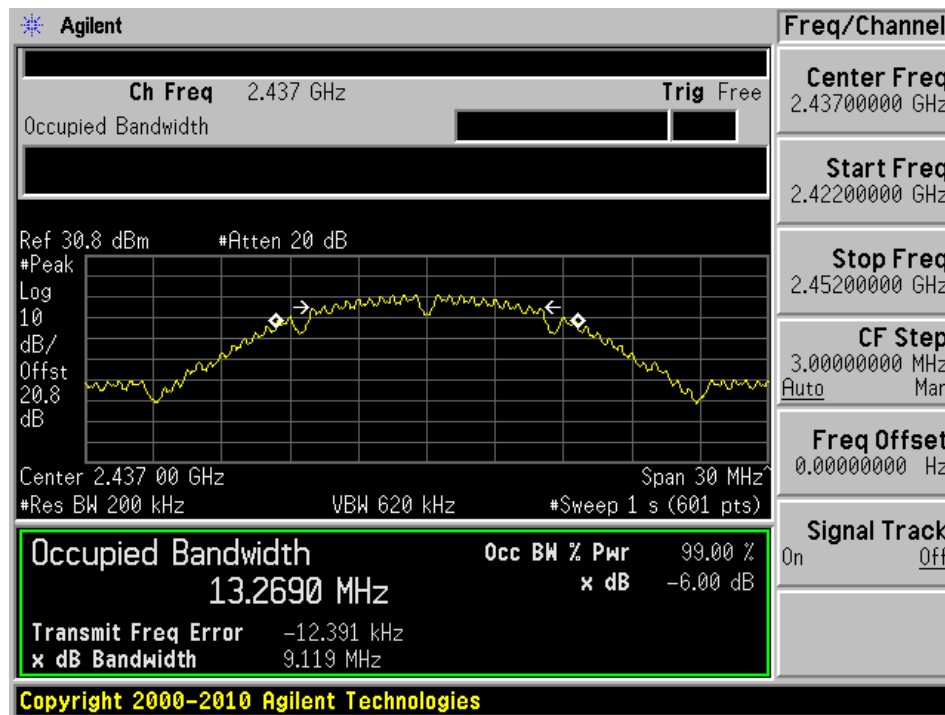 Agilent
Freq/Channel
Ch Freq 2.437 GHz Trig Free
Occupied Bandwidth
Center Freq
2.43700000 GHz
Start Freq
2.42200000 GHz
Stop Freq
2.45200000 GHz
CF Step
3.00000000 MHz
Auto Man
Freq Offset
0.00000000 Hz
Signal Track
On Off
Ref 30.8 dBm #Atten 20 dB
#Peak
Log
10
dB/
Offst
20.8
dB
Center 2.437 00 GHz Span 30 MHz^
#Res BW 200 kHz VBW 620 kHz #Sweep 1 s (601 pts)
Occupied Bandwidth Occ BW % Pwr 99.00 %
13.2690 MHz x dB -6.00 dB
Transmit Freq Error -12.391 kHz
x dB Bandwidth 9.119 MHz
Copyright 2000-2010 Agilent Technologies